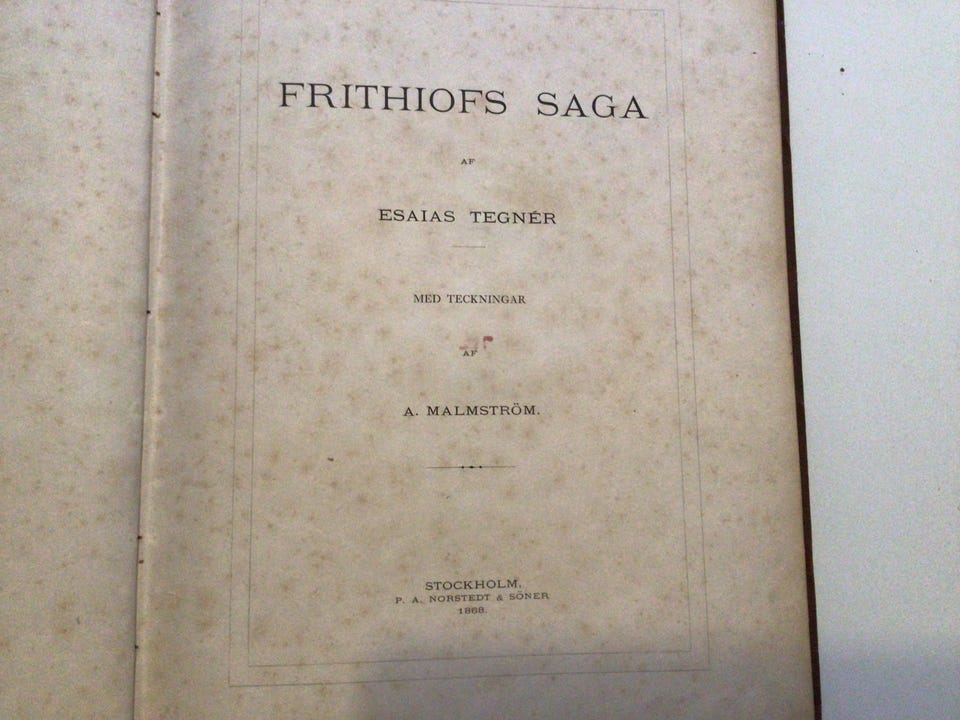 FRITHIOFS SAGA
AF
ESAIAS TEGNÉR
MED TECKNINGAR
AF
A. MALMSTRÖM.
STOCKHOLM,
P. A. NORSTEDT & SÖNER
1868.